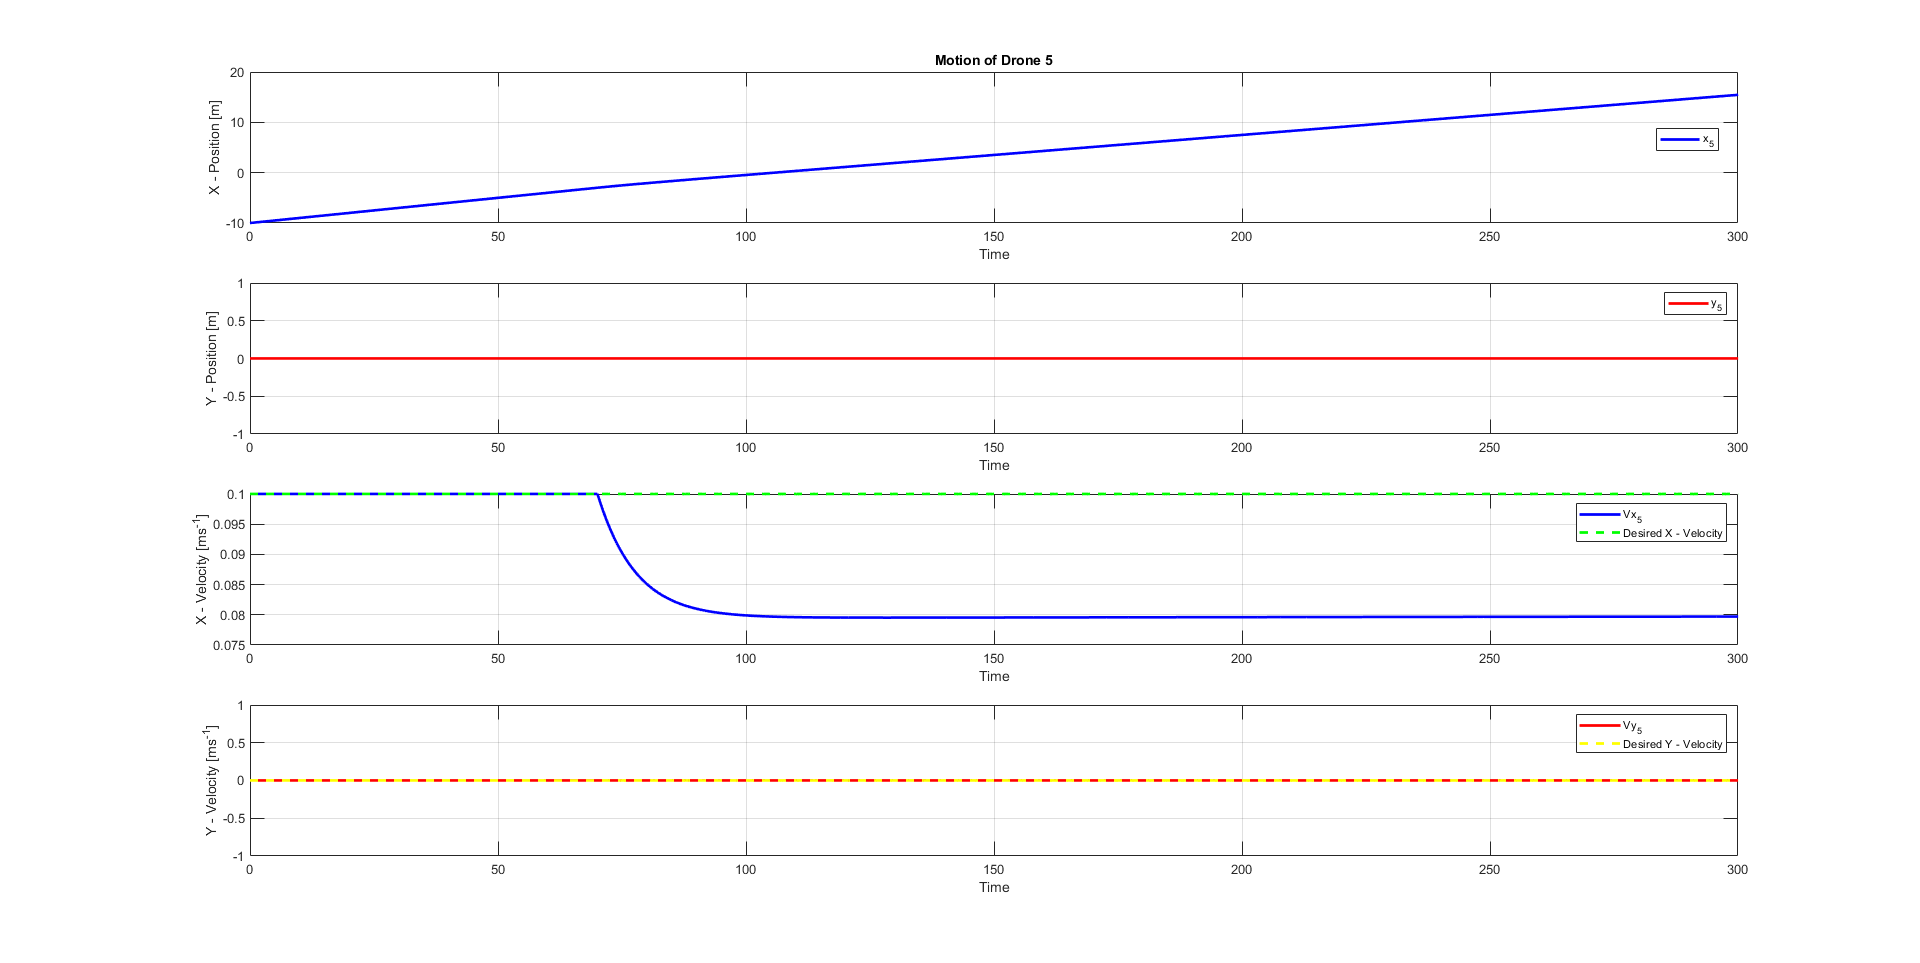 Motion of Drone 5
20
10
0
-10
X - Position [m]
x5
0 50 100 150 200 250 300
Time
1
0.5
0
-0.5
-1
Y - Position [m]
y5
0 50 100 150 200 250 300
Time
0.1
0.095
0.09
0.085
0.08
0.075
X - Velocity [ms-1]
Vx5
Desired X - Velocity
0 50 100 150 200 250 300
Time
1
0.5
0
-0.5
-1
Y - Velocity [ms-1]
Vy5
Desired Y - Velocity
0 50 100 150 200 250 300
Time